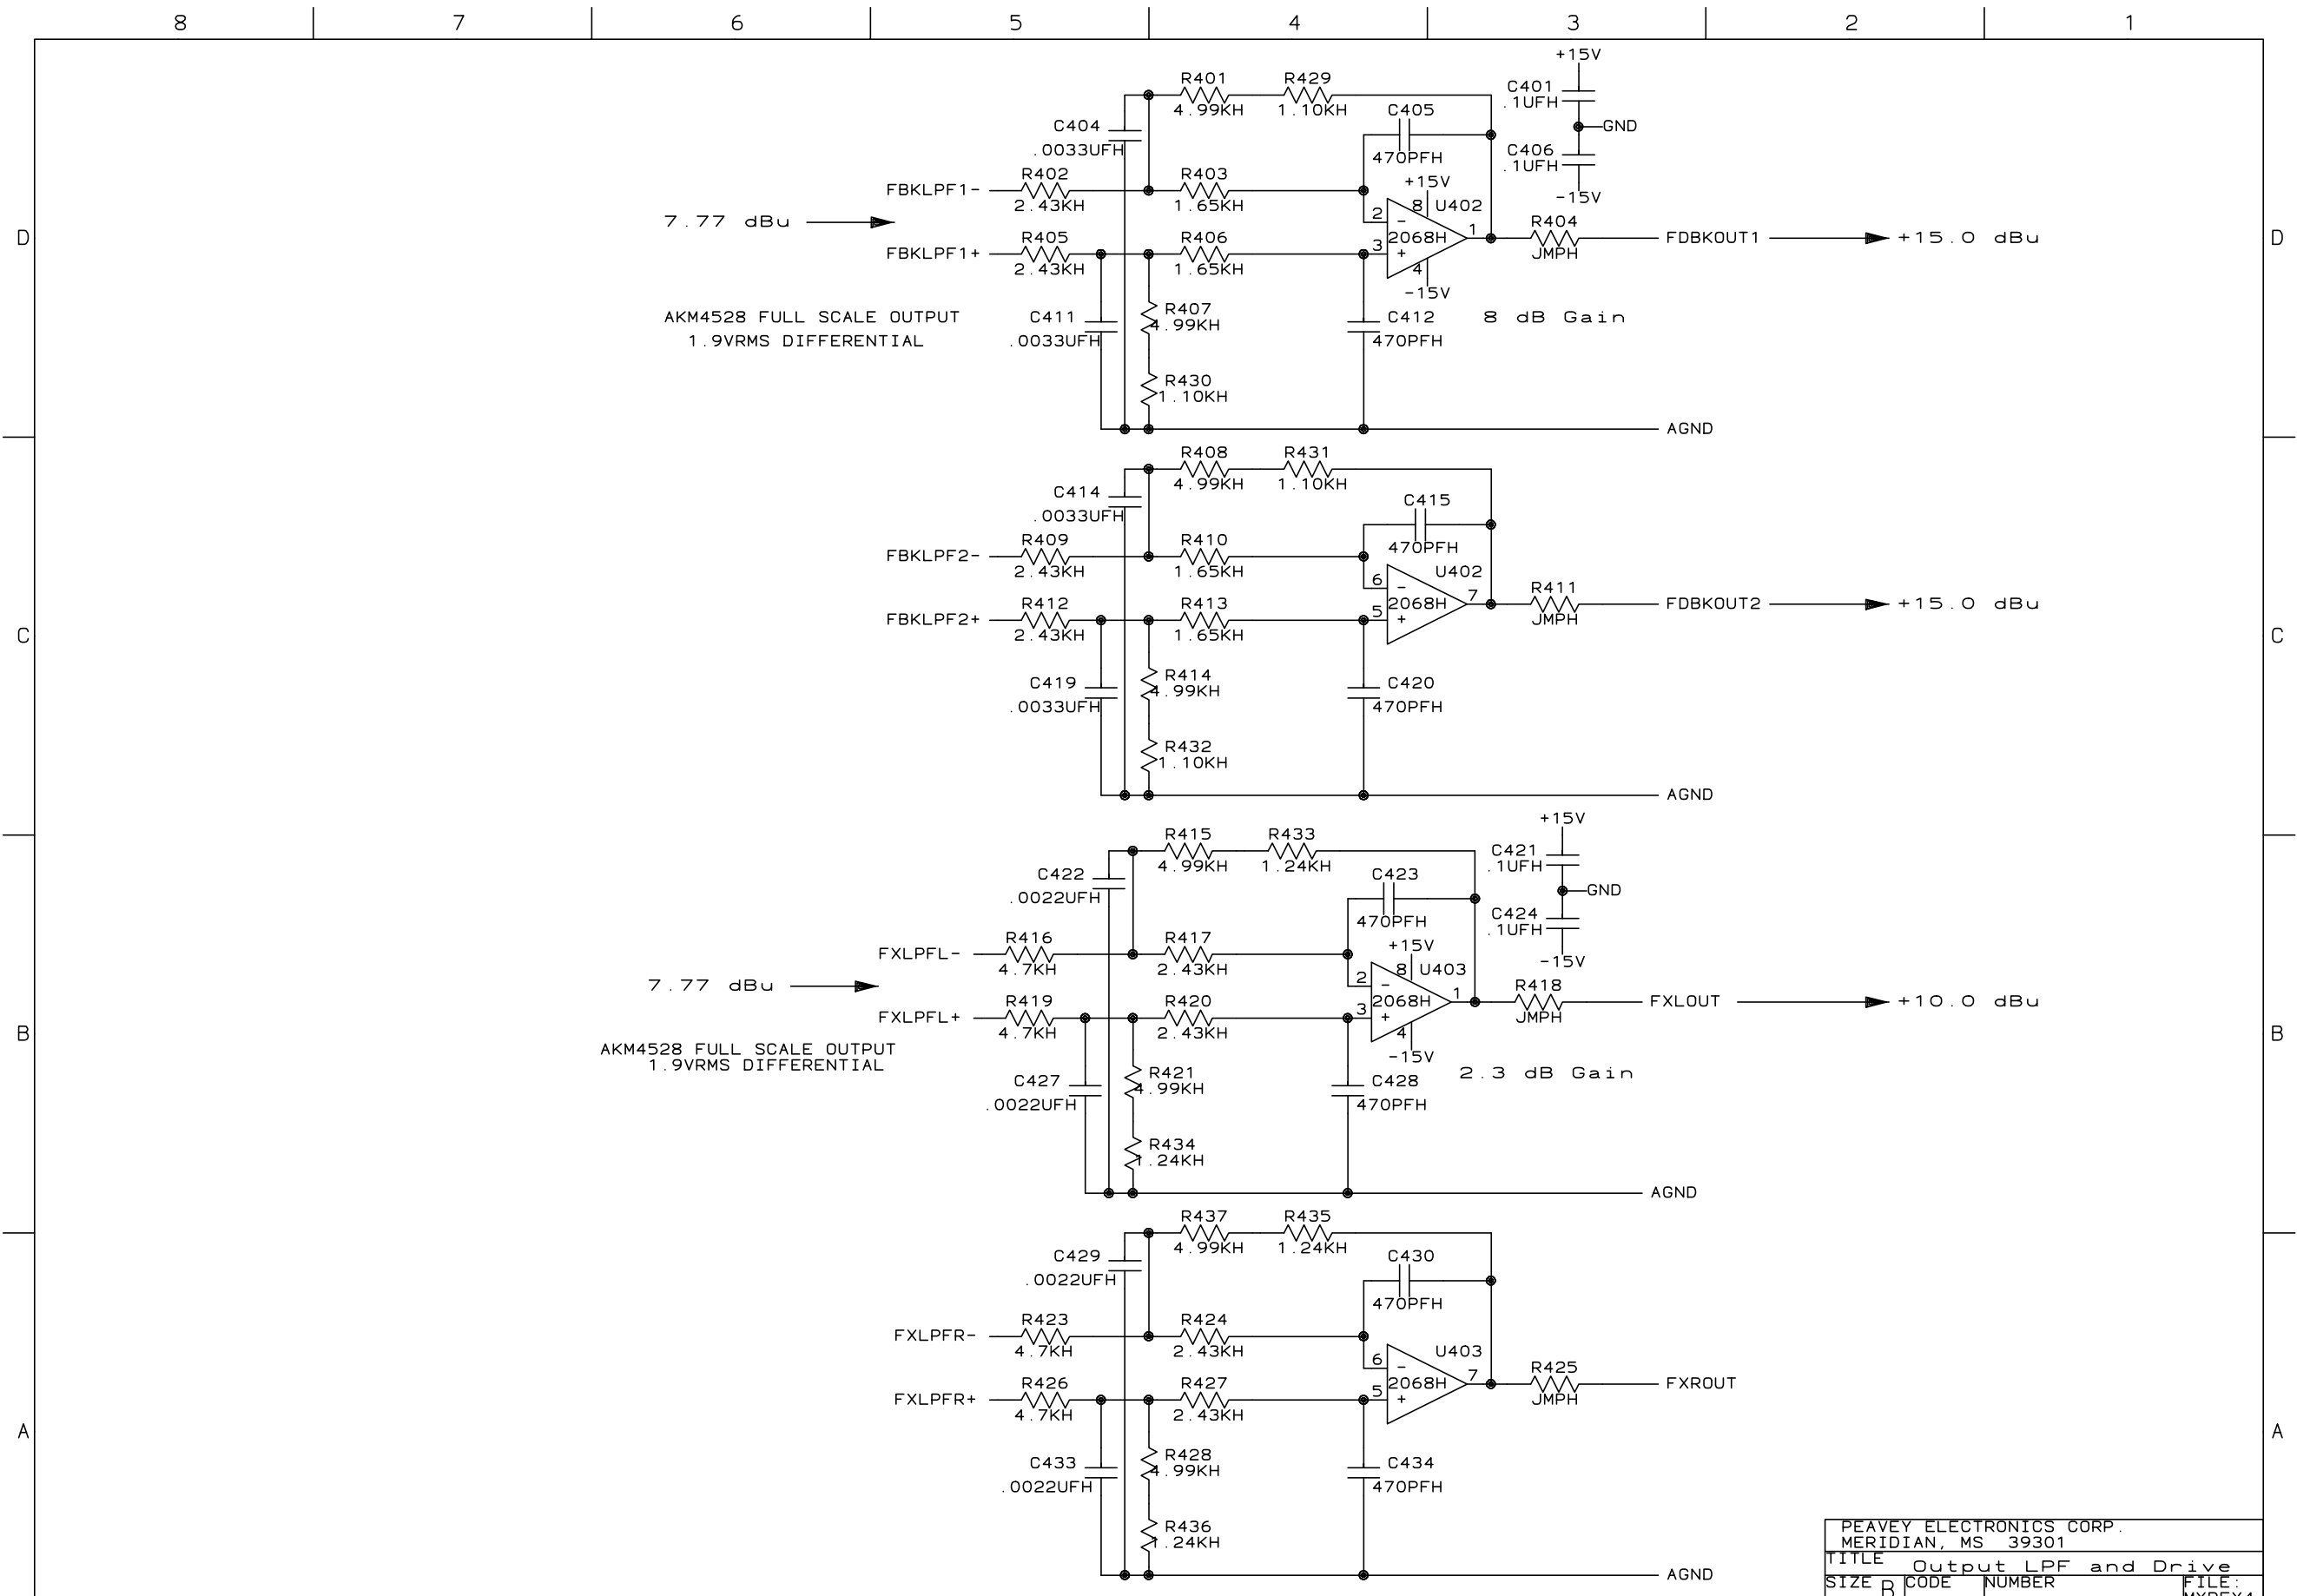 8 7 6 5 4 3 2 1
D
D
C
C
B
B
A
A
R401
4.99KH
R429
1.10KH
C404
.0033UFH
C405
470PFH
+15V
C401
.1UFH
GND
C406
.1UFH
-15V
FBKLPF1-
R402
2.43KH
R403
1.65KH
+15V
8 U402
7.77 dBu
2 -
2068H
3 +
1
4
-15V
R404
JMPH
FDBKOUT1
+15.0 dBu
FBKLPF1+
R405
2.43KH
R406
1.65KH
AKM4528 FULL SCALE OUTPUT
1.9VRMS DIFFERENTIAL
C411
.0033UFH
R407
4.99KH
C412
470PFH
8 dB Gain
R430
1.10KH
AGND
R408
4.99KH
R431
1.10KH
C414
.0033UFH
C415
470PFH
FBKLPF2-
R409
2.43KH
R410
1.65KH
U402
6 -
2068H
5 +
7
R411
JMPH
FDBKOUT2
+15.0 dBu
FBKLPF2+
R412
2.43KH
R413
1.65KH
C419
.0033UFH
R414
4.99KH
C420
470PFH
R432
1.10KH
AGND
R415
4.99KH
R433
1.24KH
C422
.0022UFH
C423
470PFH
+15V
C421
.1UFH
GND
C424
.1UFH
-15V
FXLPFL-
R416
4.7KH
R417
2.43KH
+15V
8 U403
7.77 dBu
2 -
2068H
3 +
1
4
-15V
R418
JMPH
FXLOUT
+10.0 dBu
FXLPFL+
R419
4.7KH
R420
2.43KH
AKM4528 FULL SCALE OUTPUT
1.9VRMS DIFFERENTIAL
C427
.0022UFH
R421
4.99KH
C428
470PFH
2.3 dB Gain
R434
1.24KH
AGND
R437
4.99KH
R435
1.24KH
C429
.0022UFH
C430
470PFH
FXLPFR-
R423
4.7KH
R424
2.43KH
U403
6 -
2068H
5 +
7
R425
JMPH
FXROUT
FXLPFR+
R426
4.7KH
R427
2.43KH
C433
.0022UFH
R428
4.99KH
C434
470PFH
R436
1.24KH
AGND
PEAVEY ELECTRONICS CORP.
MERIDIAN, MS 39301
TITLE Output LPF and Drive
SIZE B CODE NUMBER FILE: